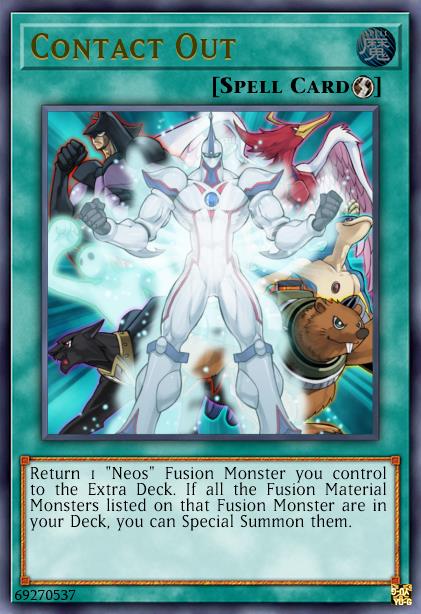 CONTACT OUT
SPELL
魔
[SPELL CARD]
Return 1 "Neos" Fusion Monster you control
to the Extra Deck. If all the Fusion Material
Monsters listed on that Fusion Monster are in
your Deck, you can Special Summon them.
69270537